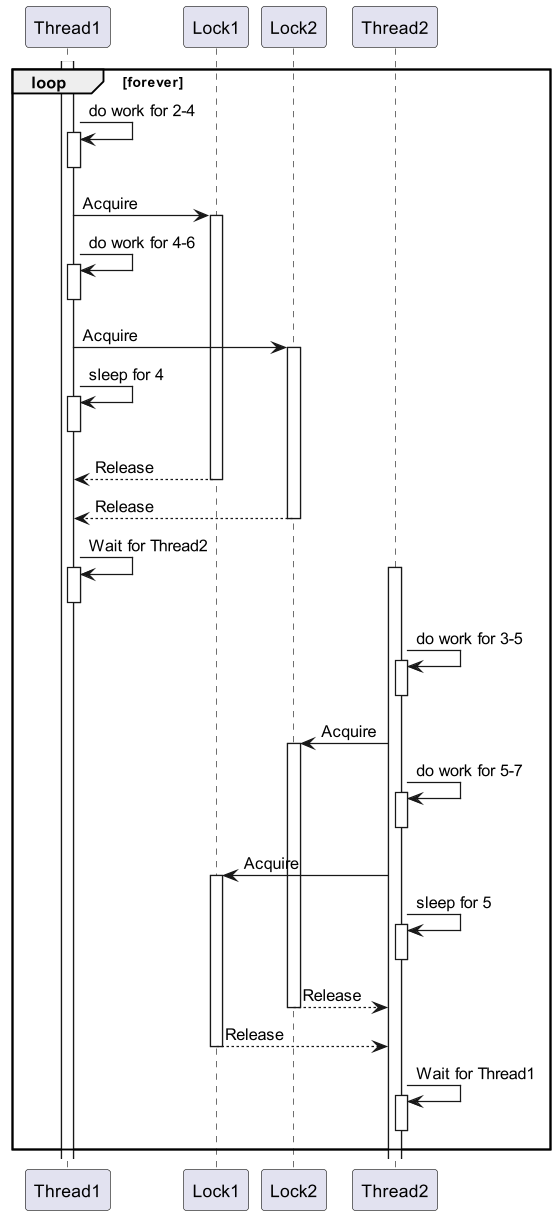 Thread1 Lock1 Lock2 Thread2
loop [forever]
do work for 2-4
Acquire
do work for 4-6
Acquire
sleep for 4
Release
Release
Wait for Thread2
do work for 3-5
Acquire
do work for 5-7
Acquire
sleep for 5
Release
Release
Wait for Thread1
Thread1 Lock1 Lock2 Thread2